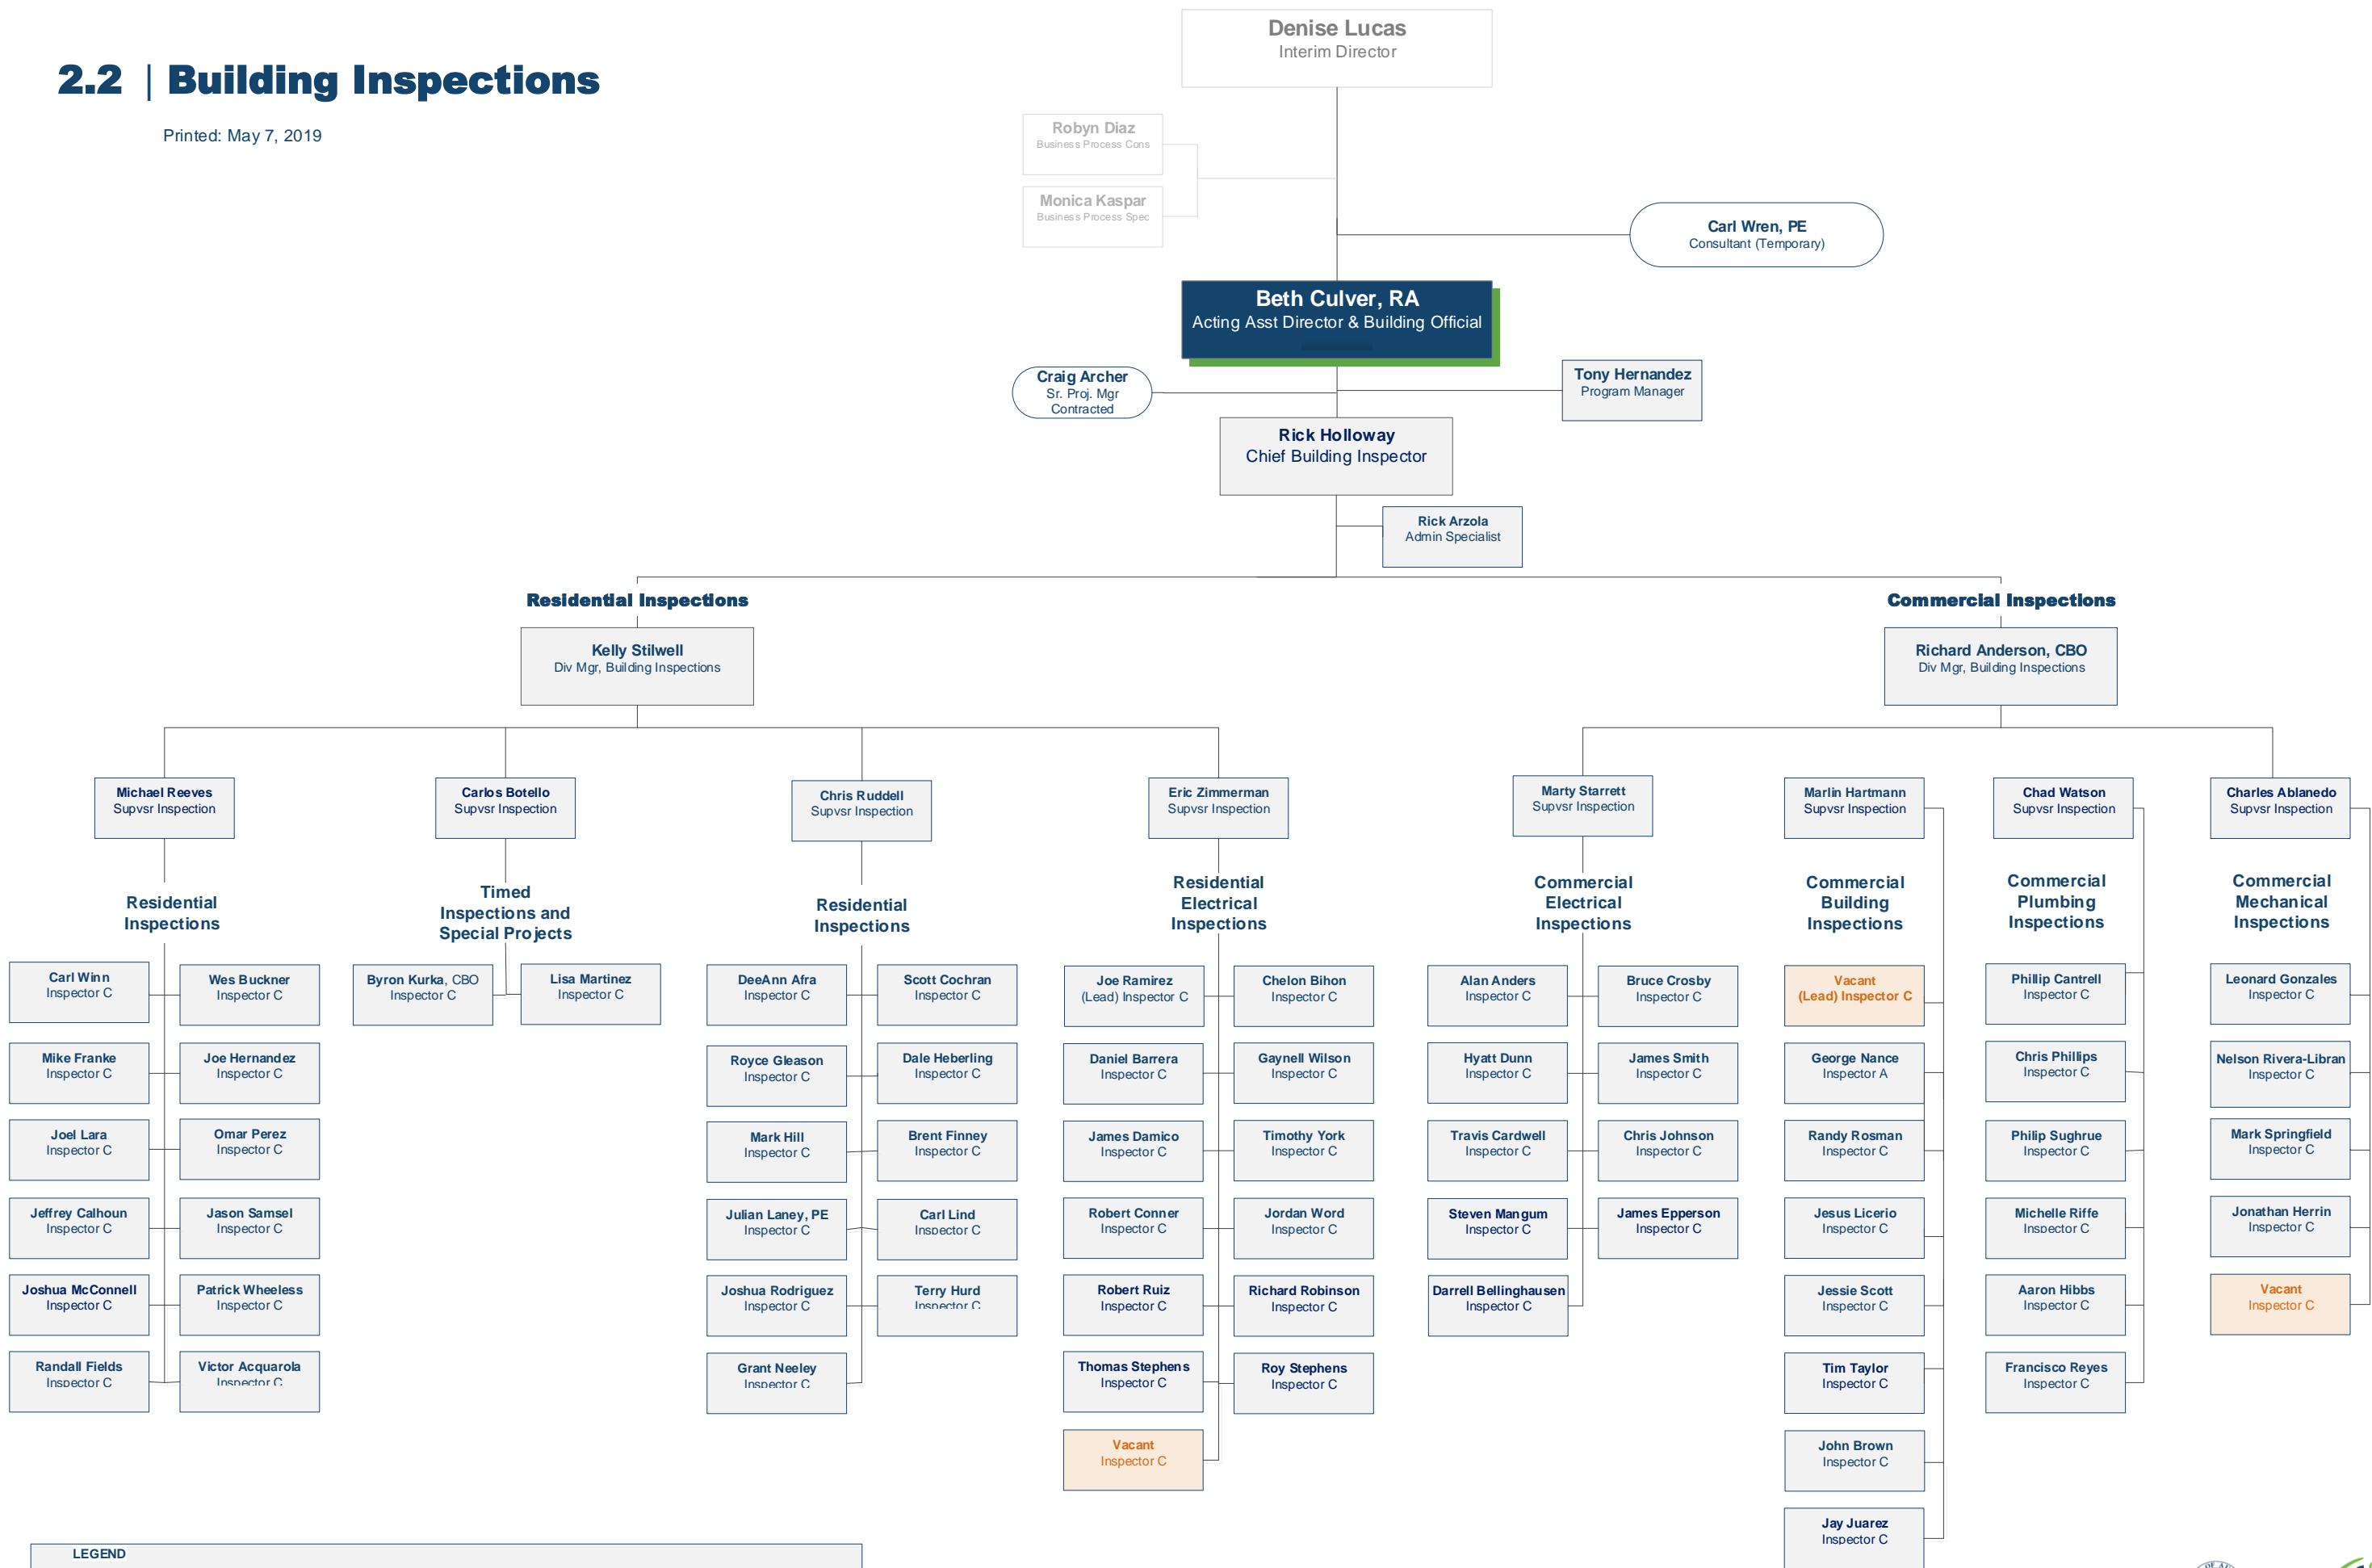 2.2 | Building Inspections
Printed: May 7, 2019
Denise Lucas
Interim Director
Robyn Diaz
Business Process Cons
Monica Kaspar
Business Process Spec
Carl Wren, PE
Consultant (Temporary)
Beth Culver, RA
Acting Asst Director & Building Official
Craig Archer
Sr. Proj. Mgr
Contracted
Tony Hernandez
Program Manager
Rick Holloway
Chief Building Inspector
Rick Arzola
Admin Specialist
Residential Inspections
Kelly Stilwell
Div Mgr, Building Inspections
Commercial Inspections
Richard Anderson, CBO
Div Mgr, Building Inspections
Michael Reeves
Supvsr Inspection
Residential
Inspections
Carl Winn
Inspector C
Wes Buckner
Inspector C
Mike Franke
Inspector C
Joe Hernandez
Inspector C
Joel Lara
Inspector C
Omar Perez
Inspector C
Jeffrey Calhoun
Inspector C
Jason Samsel
Inspector C
Joshua McConnell
Inspector C
Patrick Wheeless
Inspector C
Randall Fields
Inspector C
Victor Acquarola
Inspector C
Carlos Botello
Supvsr Inspection
Timed
Inspections and
Special Projects
Byron Kurka, CBO
Inspector C
Lisa Martinez
Inspector C
Chris Ruddell
Supvsr Inspection
Residential
Inspections
DeeAnn Afra
Inspector C
Scott Cochran
Inspector C
Royce Gleason
Inspector C
Dale Heberling
Inspector C
Mark Hill
Inspector C
Brent Finney
Inspector C
Julian Laney, PE
Inspector C
Carl Lind
Inspector C
Joshua Rodriguez
Inspector C
Terry Hurd
Inspector C
Grant Neeley
Inspector C
Eric Zimmerman
Supvsr Inspection
Residential
Electrical
Inspections
Joe Ramirez
(Lead) Inspector C
Chelon Bihon
Inspector C
Daniel Barrera
Inspector C
Gaynell Wilson
Inspector C
James Damico
Inspector C
Timothy York
Inspector C
Robert Conner
Inspector C
Jordan Word
Inspector C
Robert Ruiz
Inspector C
Richard Robinson
Inspector C
Thomas Stephens
Inspector C
Roy Stephens
Inspector C
Vacant
Inspector C
Marty Starrett
Supvsr Inspection
Commercial
Electrical
Inspections
Alan Anders
Inspector C
Bruce Crosby
Inspector C
Hyatt Dunn
Inspector C
James Smith
Inspector C
Travis Cardwell
Inspector C
Chris Johnson
Inspector C
Steven Mangum
Inspector C
James Epperson
Inspector C
Darrell Bellinghausen
Inspector C
Marlin Hartmann
Supvsr Inspection
Commercial
Building
Inspections
Vacant
(Lead) Inspector C
George Nance
Inspector A
Randy Rosman
Inspector C
Jesus Licerio
Inspector C
Jessie Scott
Inspector C
Tim Taylor
Inspector C
John Brown
Inspector C
Jay Juarez
Inspector C
Chad Watson
Supvsr Inspection
Commercial
Plumbing
Inspections
Phillip Cantrell
Inspector C
Chris Phillips
Inspector C
Philip Sughrue
Inspector C
Michelle Riffe
Inspector C
Aaron Hibbs
Inspector C
Francisco Reyes
Inspector C
Charles Ablanedo
Supvsr Inspection
Commercial
Mechanical
Inspections
Leonard Gonzales
Inspector C
Nelson Rivera-Libran
Inspector C
Mark Springfield
Inspector C
Jonathan Herrin
Inspector C
Vacant
Inspector C
LEGEND